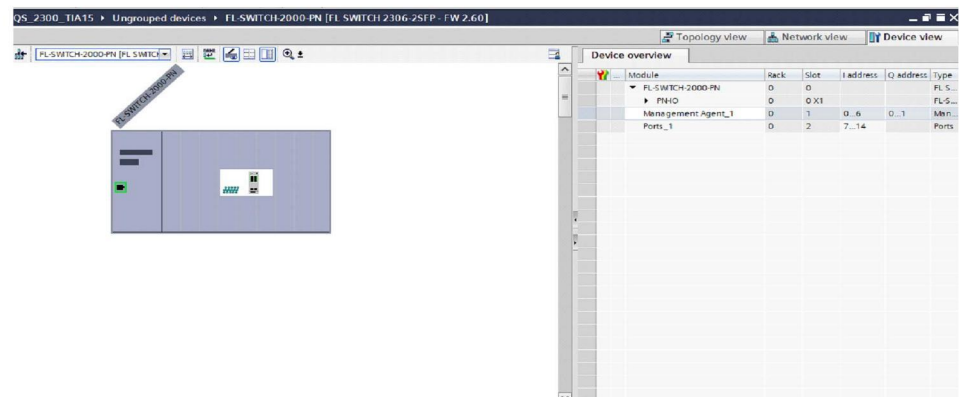 QS_2300_TIA15 ▸ Ungrouped devices ▸ FL-SWITCH-2000-PN [FL SWITCH 2306-2SFP - FW 2.60]
Topology view Network view Device view
FL-SWITCH-2000-PN [FL SWITCH
Device overview
... Module Rack Slot I address Q address Type
FL-SWITCH-2000-PN 0 0 FL S...
PN-IO 0 0 X1 FL-S...
Management Agent_1 0 1 0...6 0...1 Man...
Ports_1 0 2 7...14 Ports
FL-SWITCH-2000-PN